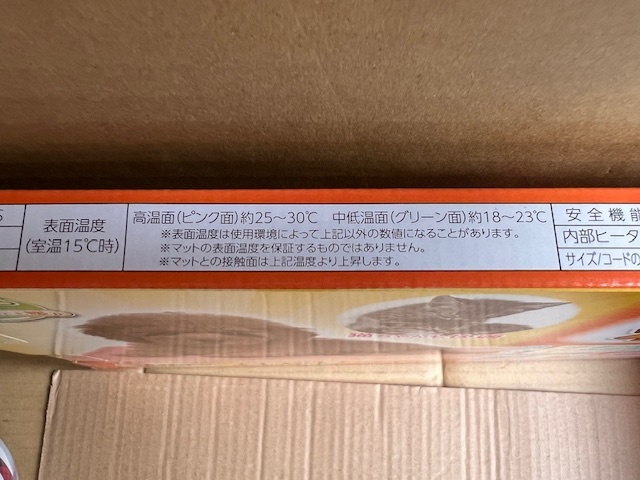 表面温度
(室温15℃時)
高温面(ピンク面)約25～30℃　中低温面(グリーン面)約18～23℃
※表面温度は使用環境によって上記以外の数値になることがあります。
※マットの表面温度を保証するものではありません。
※マットとの接触面は上記温度より上昇します。
安全機能
内部ヒータ
サイズ/コードの